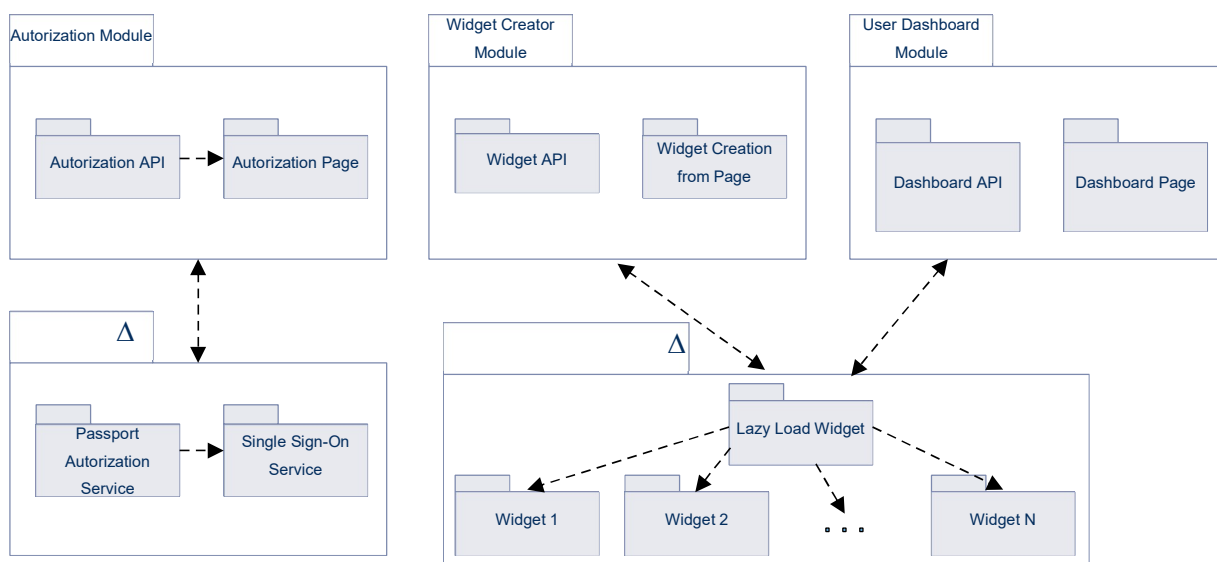 Autorization Module
Widget Creator
Module
User Dashboard
Module
Autorization API
Autorization Page
Widget API
Widget Creation
from Page
Dashboard API
Dashboard Page
Δ
Δ
Passport
Autorization
Service
Single Sign-On
Service
Lazy Load Widget
Widget 1
Widget 2
...
Widget N